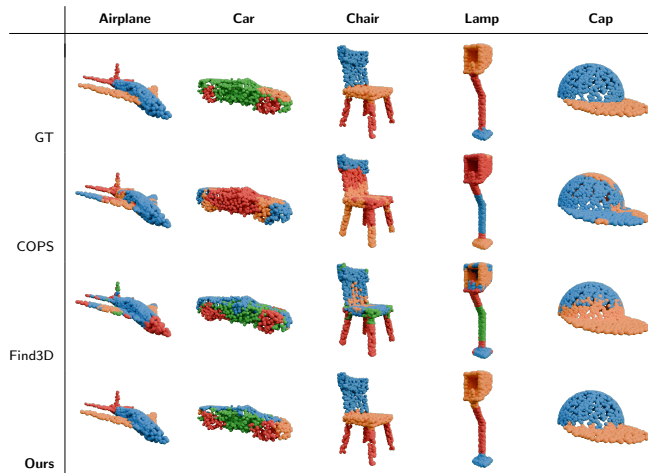 Airplane Car Chair Lamp Cap
GT
COPS
Find3D
Ours